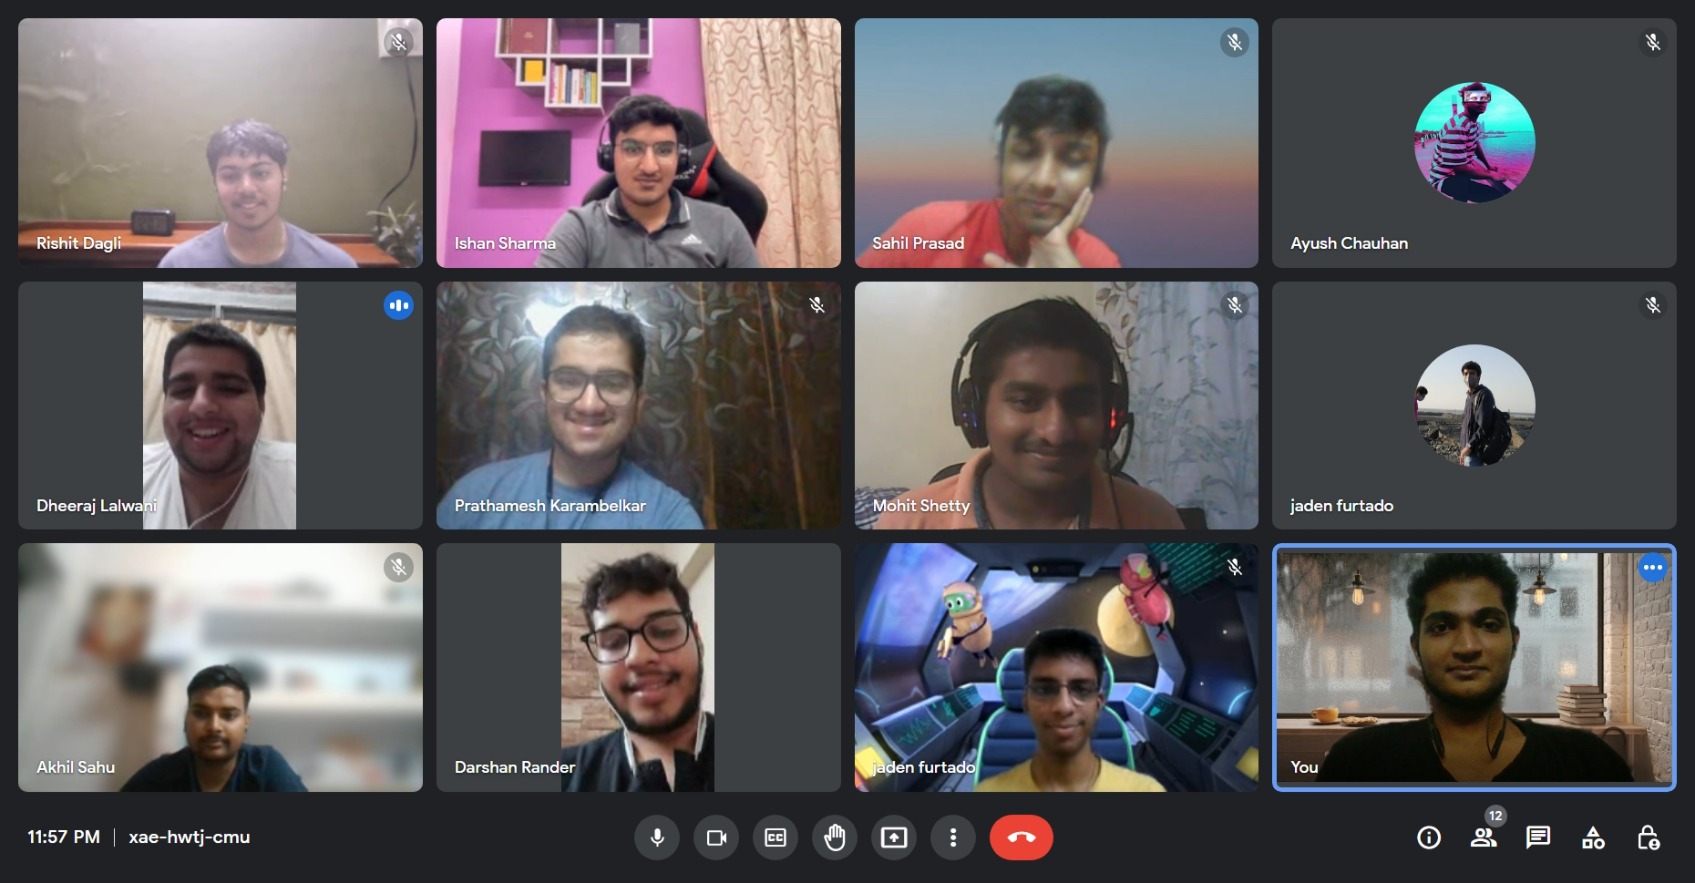 Rishit Dagli
Ishan Sharma
Sahil Prasad
Ayush Chauhan
Dheeraj Lalwani
Prathamesh Karambelkar
Mohit Shetty
jaden furtado
Akhil Sahu
Darshan Rander
jaden furtado
You
11:57 PM | xae-hwtj-cmu
CC
12